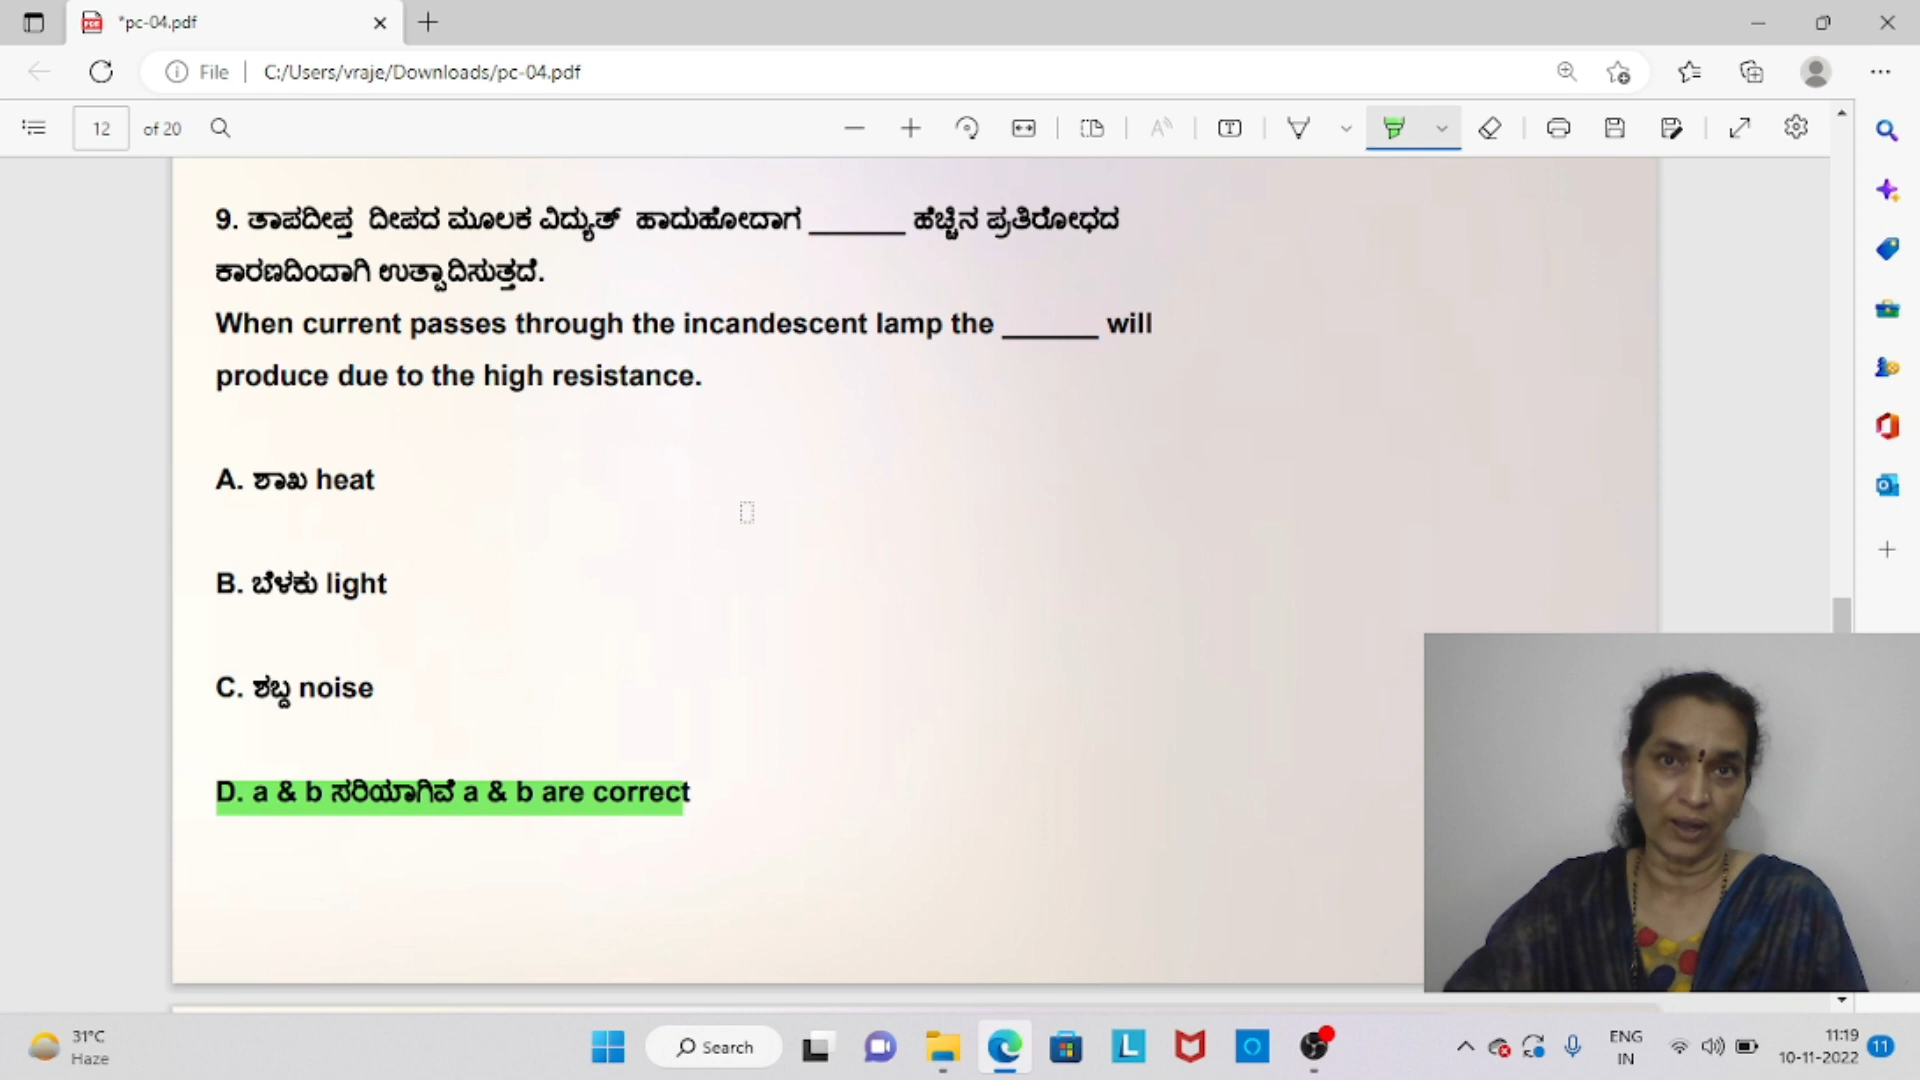 *pc-04.pdf
File
C:/Users/vraje/Downloads/pc-04.pdf
12 of 20
9. ತಾಪದೀಪ್ತ ದೀಪದ ಮೂಲಕ ವಿದ್ಯುತ್ ಹಾದುಹೋದಾಗ ______ ಹೆಚ್ಚಿನ ಪ್ರತಿರೋಧದ
ಕಾರಣದಿಂದಾಗಿ ಉತ್ಪಾದಿಸುತ್ತದೆ.
When current passes through the incandescent lamp the ______ will
produce due to the high resistance.
A. ಶಾಖ heat
B. ಬೆಳಕು light
C. ಶಬ್ದ noise
D. a & b ಸರಿಯಾಗಿವೆ a & b are correct
31°C
Haze
Search
ENG
IN
11:19
10-11-2022
11